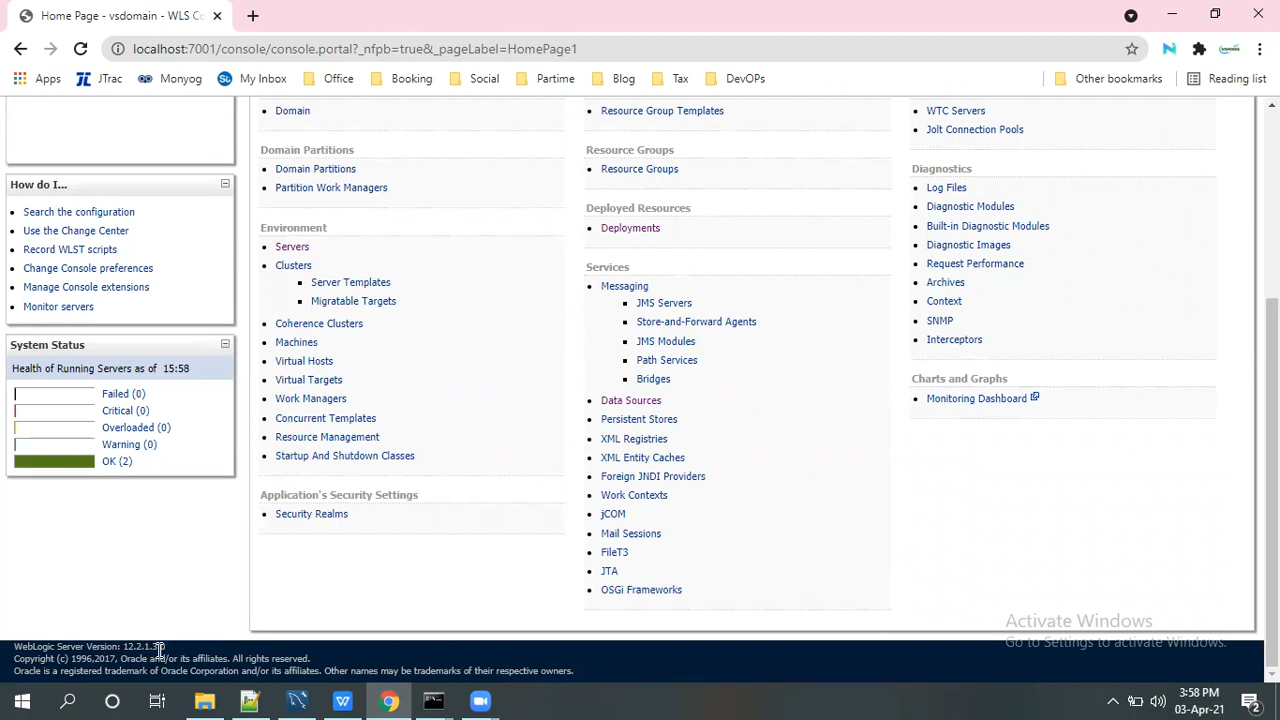 Home Page - vsdomain - WLS Co
localhost:7001/console/console.portal?_nfpb=true&_pageLabel=HomePage1
Apps
JTrac
Monyog
My Inbox
Office
Booking
Social
Partime
Blog
Tax
DevOps
Other bookmarks
Reading list
How do I...
Search the configuration
Use the Change Center
Record WLST scripts
Change Console preferences
Manage Console extensions
Monitor servers
System Status
Health of Running Servers as of 15:58
Failed (0)
Critical (0)
Overloaded (0)
Warning (0)
OK (2)
Domain
Domain Partitions
Domain Partitions
Partition Work Managers
Environment
Servers
Clusters
Server Templates
Migratable Targets
Coherence Clusters
Machines
Virtual Hosts
Virtual Targets
Work Managers
Concurrent Templates
Resource Management
Startup And Shutdown Classes
Application's Security Settings
Security Realms
Resource Group Templates
Resource Groups
Resource Groups
Deployed Resources
Deployments
Services
Messaging
JMS Servers
Store-and-Forward Agents
JMS Modules
Path Services
Bridges
Data Sources
Persistent Stores
XML Registries
XML Entity Caches
Foreign JNDI Providers
Work Contexts
jCOM
Mail Sessions
FileT3
JTA
OSGi Frameworks
WTC Servers
Jolt Connection Pools
Diagnostics
Log Files
Diagnostic Modules
Built-in Diagnostic Modules
Diagnostic Images
Request Performance
Archives
Context
SNMP
Interceptors
Charts and Graphs
Monitoring Dashboard
Activate Windows
Go to Settings to activate Windows.
WebLogic Server Version: 12.2.1.3.0
Copyright (c) 1996,2017, Oracle and/or its affiliates. All rights reserved.
Oracle is a registered trademark of Oracle Corporation and/or its affiliates. Other names may be trademarks of their respective owners.
3:58 PM
03-Apr-21
2